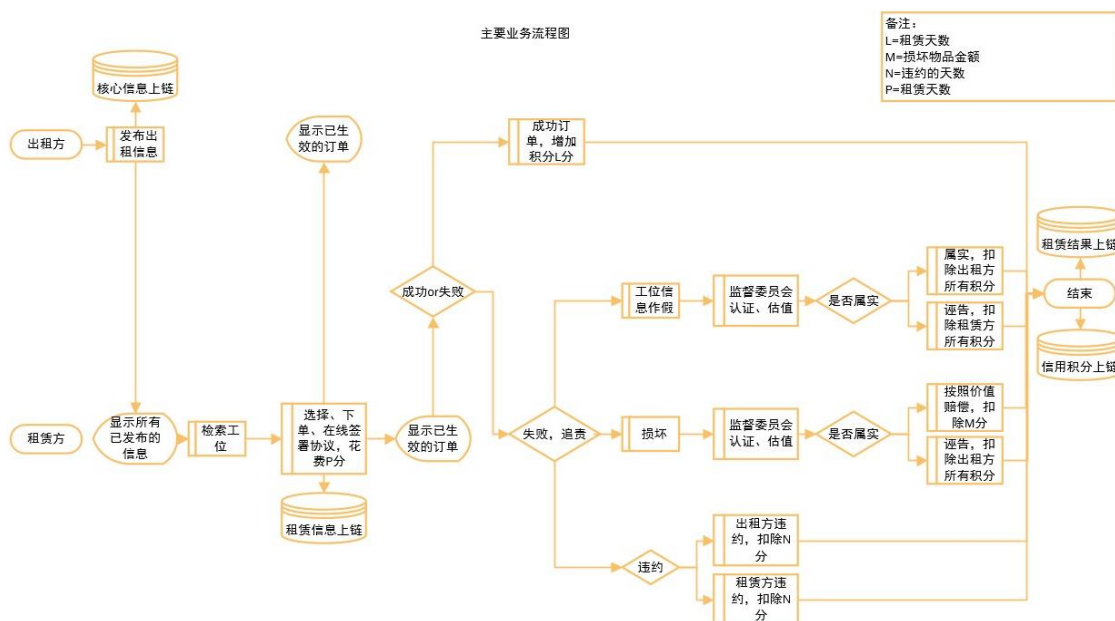 主要业务流程图
备注：
L=租赁天数
M=损坏物品金额
N=违约的天数
P=租赁天数
核心信息上链
出租方
发布出
租信息
显示已生
效的订单
成功订
单，增加
积分L分
成功or失败
工位信
息作假
监督委员会
认证、估值
是否属实
属实，扣
除出租方
所有积分
诬告，扣
除租赁方
所有积分
租赁结果上链
结束
信用积分上链
租赁方
显示所有
已发布的
信息
检索工
位
选择、下
单、在线签
署协议，花
费P分
租赁信息上链
显示已生
效的订单
失败，追责
损坏
监督委员会
认证、估值
是否属实
按照价值
赔偿，扣
除M分
诬告，扣
除出租方
所有积分
违约
出租方违
约，扣除N
分
租赁方违
约，扣除N
分